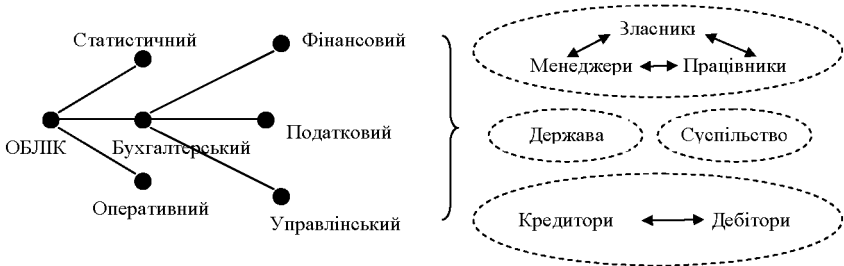 Статистичний
Фінансовий
ОБЛІК
Бухгалтерський
Податковий
Оперативний
Управлінський
Зласники
Менеджери
Працівники
Держава
Суспільство
Кредитори
Дебітори